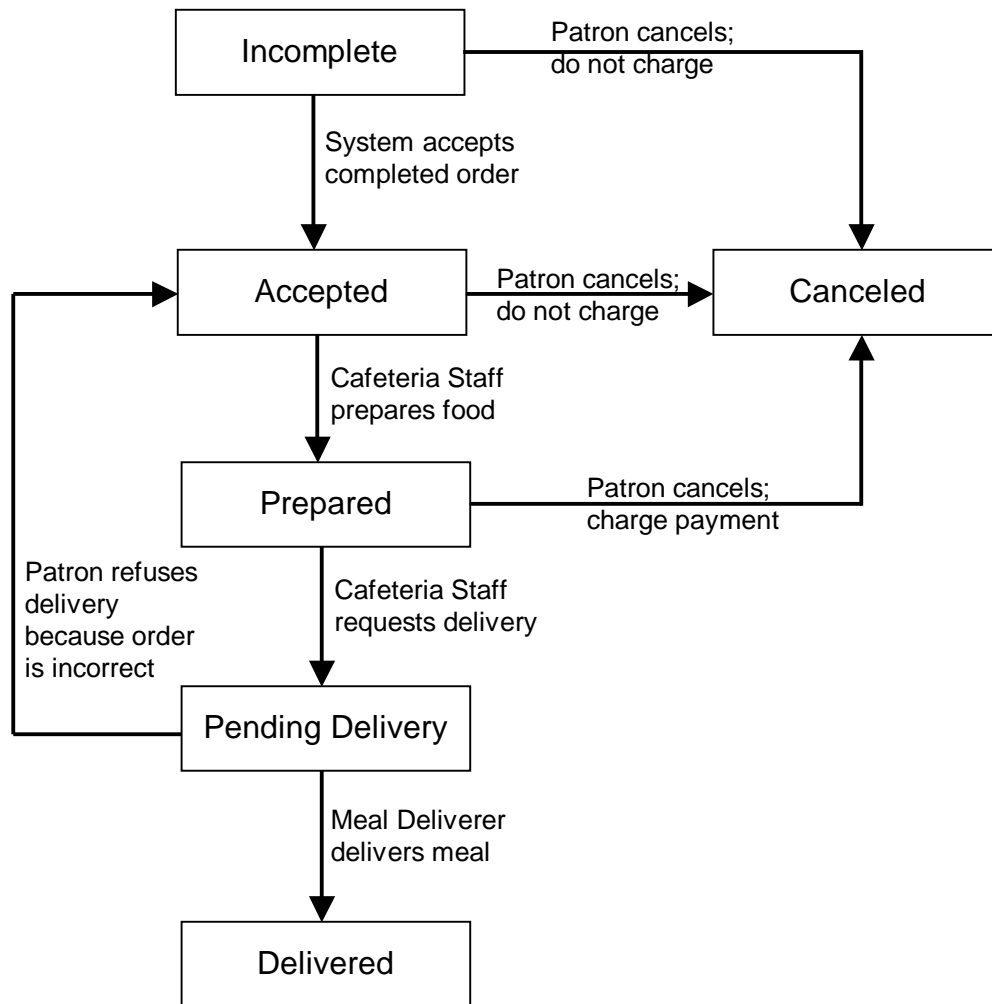 Incomplete
Patron cancels;
do not charge
System accepts
completed order
Accepted
Patron cancels;
do not charge
Canceled
Cafeteria Staff
prepares food
Prepared
Patron cancels;
charge payment
Patron refuses
delivery
because order
is incorrect
Cafeteria Staff
requests delivery
Pending Delivery
Meal Deliverer
delivers meal
Delivered